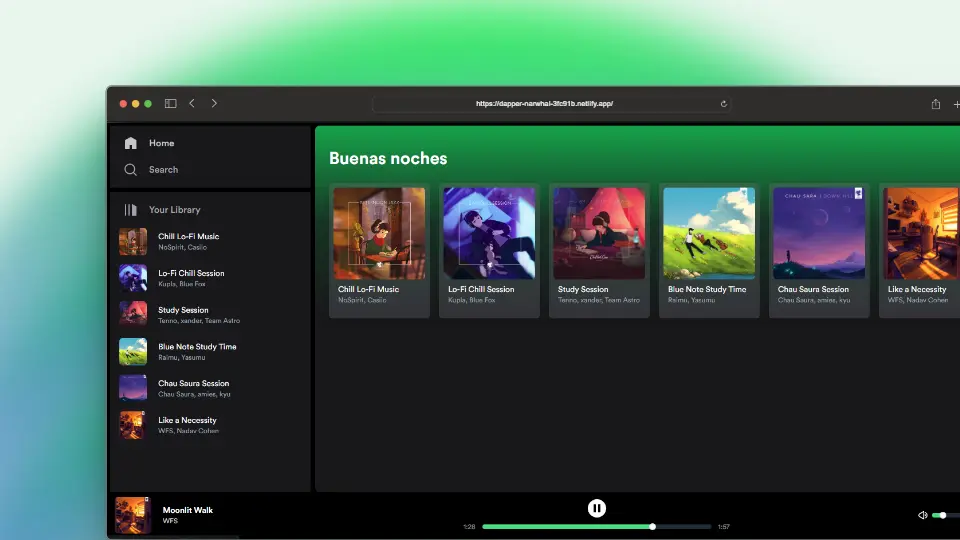 https://dapper-narwhal-3fc91b.netlify.app/
Home
Search
Your Library
Chill Lo-Fi Music
NoSpirit, Casiio
Lo-Fi Chill Session
Kupla, Blue Fox
Study Session
Tenno, xander, Team Astro
Blue Note Study Time
Raimu, Yasumu
Chau Saura Session
Chau Saura, amies, kyu
Like a Necessity
WFS, Nadav Cohen
Buenas noches
CHAU SAURA | DOWN HILL
Chill Lo-Fi Music
NoSpirit, Casiio
Lo-Fi Chill Session
Kupla, Blue Fox
Study Session
Tenno, xander, Team Astro
Blue Note Study Time
Raimu, Yasumu
Chau Saura Session
Chau Saura, amies, kyu
Like a Necessity
WFS, Nadav Cohen
Moonlit Walk
WFS
1:28
1:57